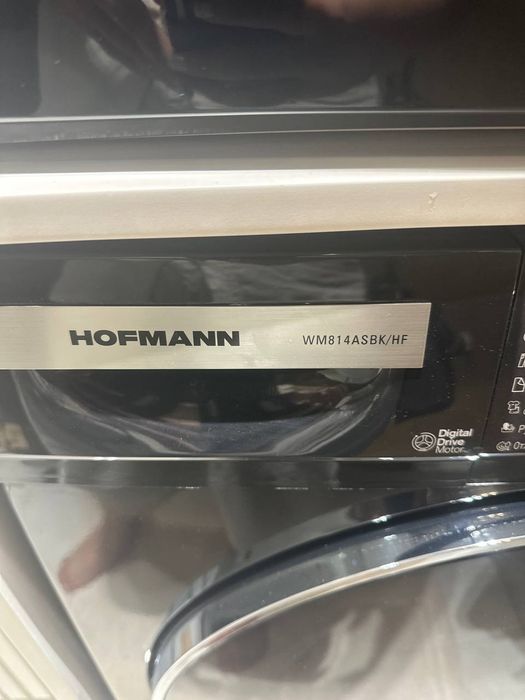 HOFMANN WM814ASBK/HF
Digital
Drive
Motor